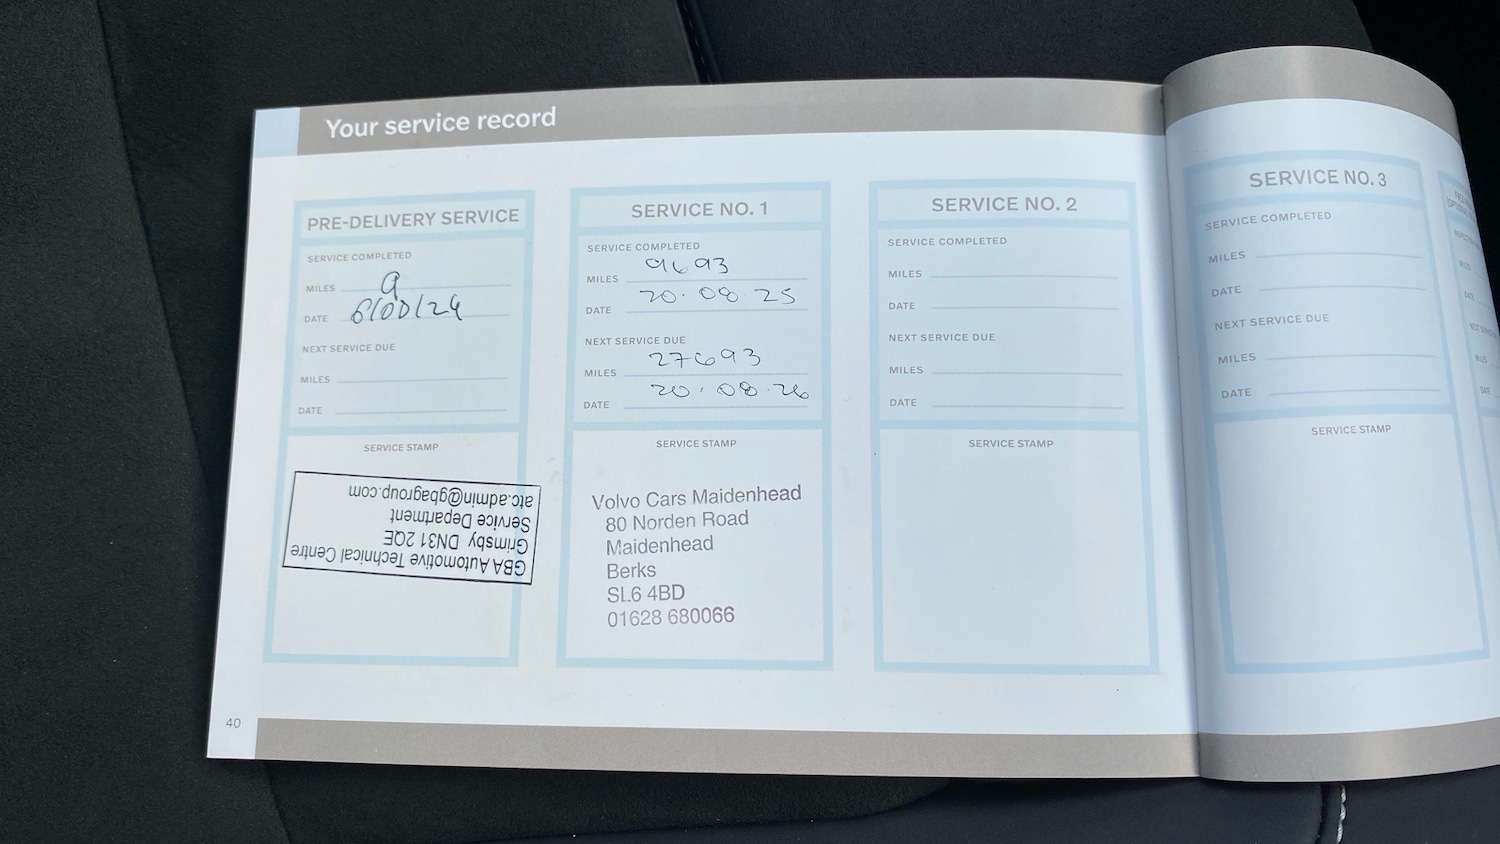 Your service record
PRE-DELIVERY SERVICE
SERVICE COMPLETED
MILES 9
DATE
NEXT SERVICE DUE
MILES
DATE
SERVICE STAMP
GBA Automotive Technical Centre
Grimsby DN31 2QE
Service Department
atc.admin@gbagroup.com
SERVICE NO. 1
SERVICE COMPLETED
MILES 9693
DATE 20.08.25
NEXT SERVICE DUE
MILES 27693
DATE 20.08.26
SERVICE STAMP
Volvo Cars Maidenhead
80 Norden Road
Maidenhead
Berks
SL6 4BD
01628 680066
SERVICE NO. 2
SERVICE COMPLETED
MILES
DATE
NEXT SERVICE DUE
MILES
DATE
SERVICE STAMP
SERVICE NO. 3
SERVICE COMPLETED
MILES
DATE
NEXT SERVICE DUE
MILES
DATE
SERVICE STAMP
40